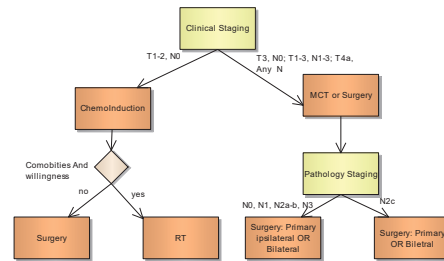 Clinical Staging
T1-2, N0
T3, N0; T1-3, N1-3; T4a,
Any N
ChemoInduction
MCT or Surgery
Comobities And
willingness
no
yes
Pathology Staging
N0, N1, N2a-b, N3
N2c
Surgery
RT
Surgery: Primary
ipsilateral OR
Bilateral
Surgery: Primary
OR Biletral